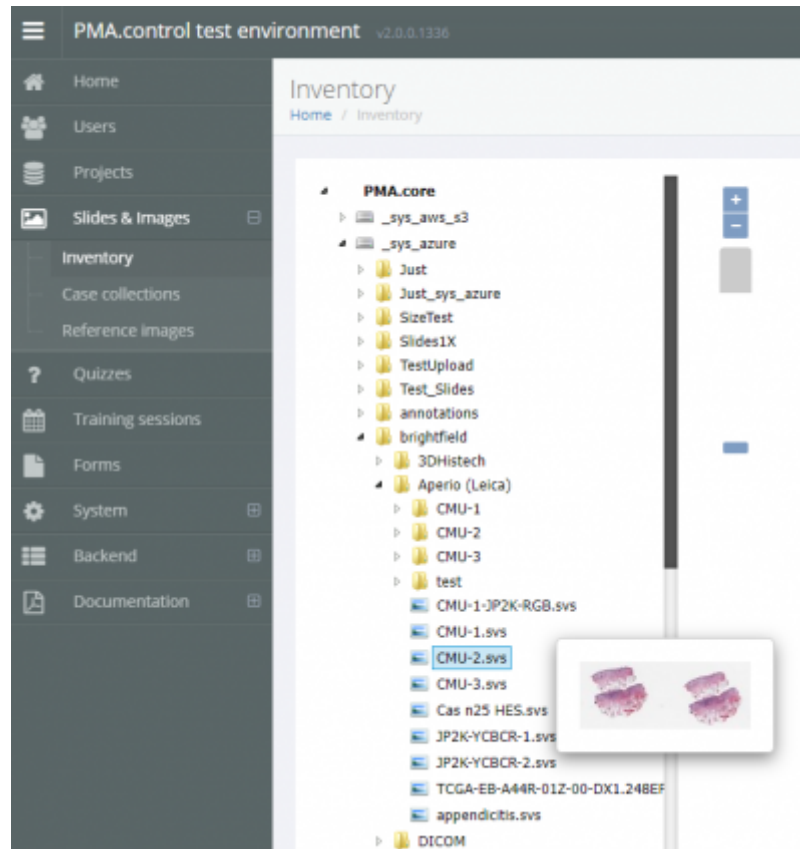 PMA.control test environment v2.0.0.1336
Home
Users
Projects
Slides & Images
Inventory
Case collections
Reference images
Quizzes
Training sessions
Forms
System
Backend
Documentation
Inventory
Home / Inventory
PMA.core
_sys_aws_s3
_sys_azure
Just
Just_sys_azure
SizeTest
Slides1X
TestUpload
Test_Slides
annotations
brightfield
3DHistech
Aperio (Leica)
CMU-1
CMU-2
CMU-3
test
CMU-1-JP2K-RGB.svs
CMU-1.svs
CMU-2.svs
CMU-3.svs
Cas n25 HES.svs
JP2K-YCBCR-1.svs
JP2K-YCBCR-2.svs
TCGA-EB-A44R-01Z-00-DX1.248EF
appendicitis.svs
DICOM